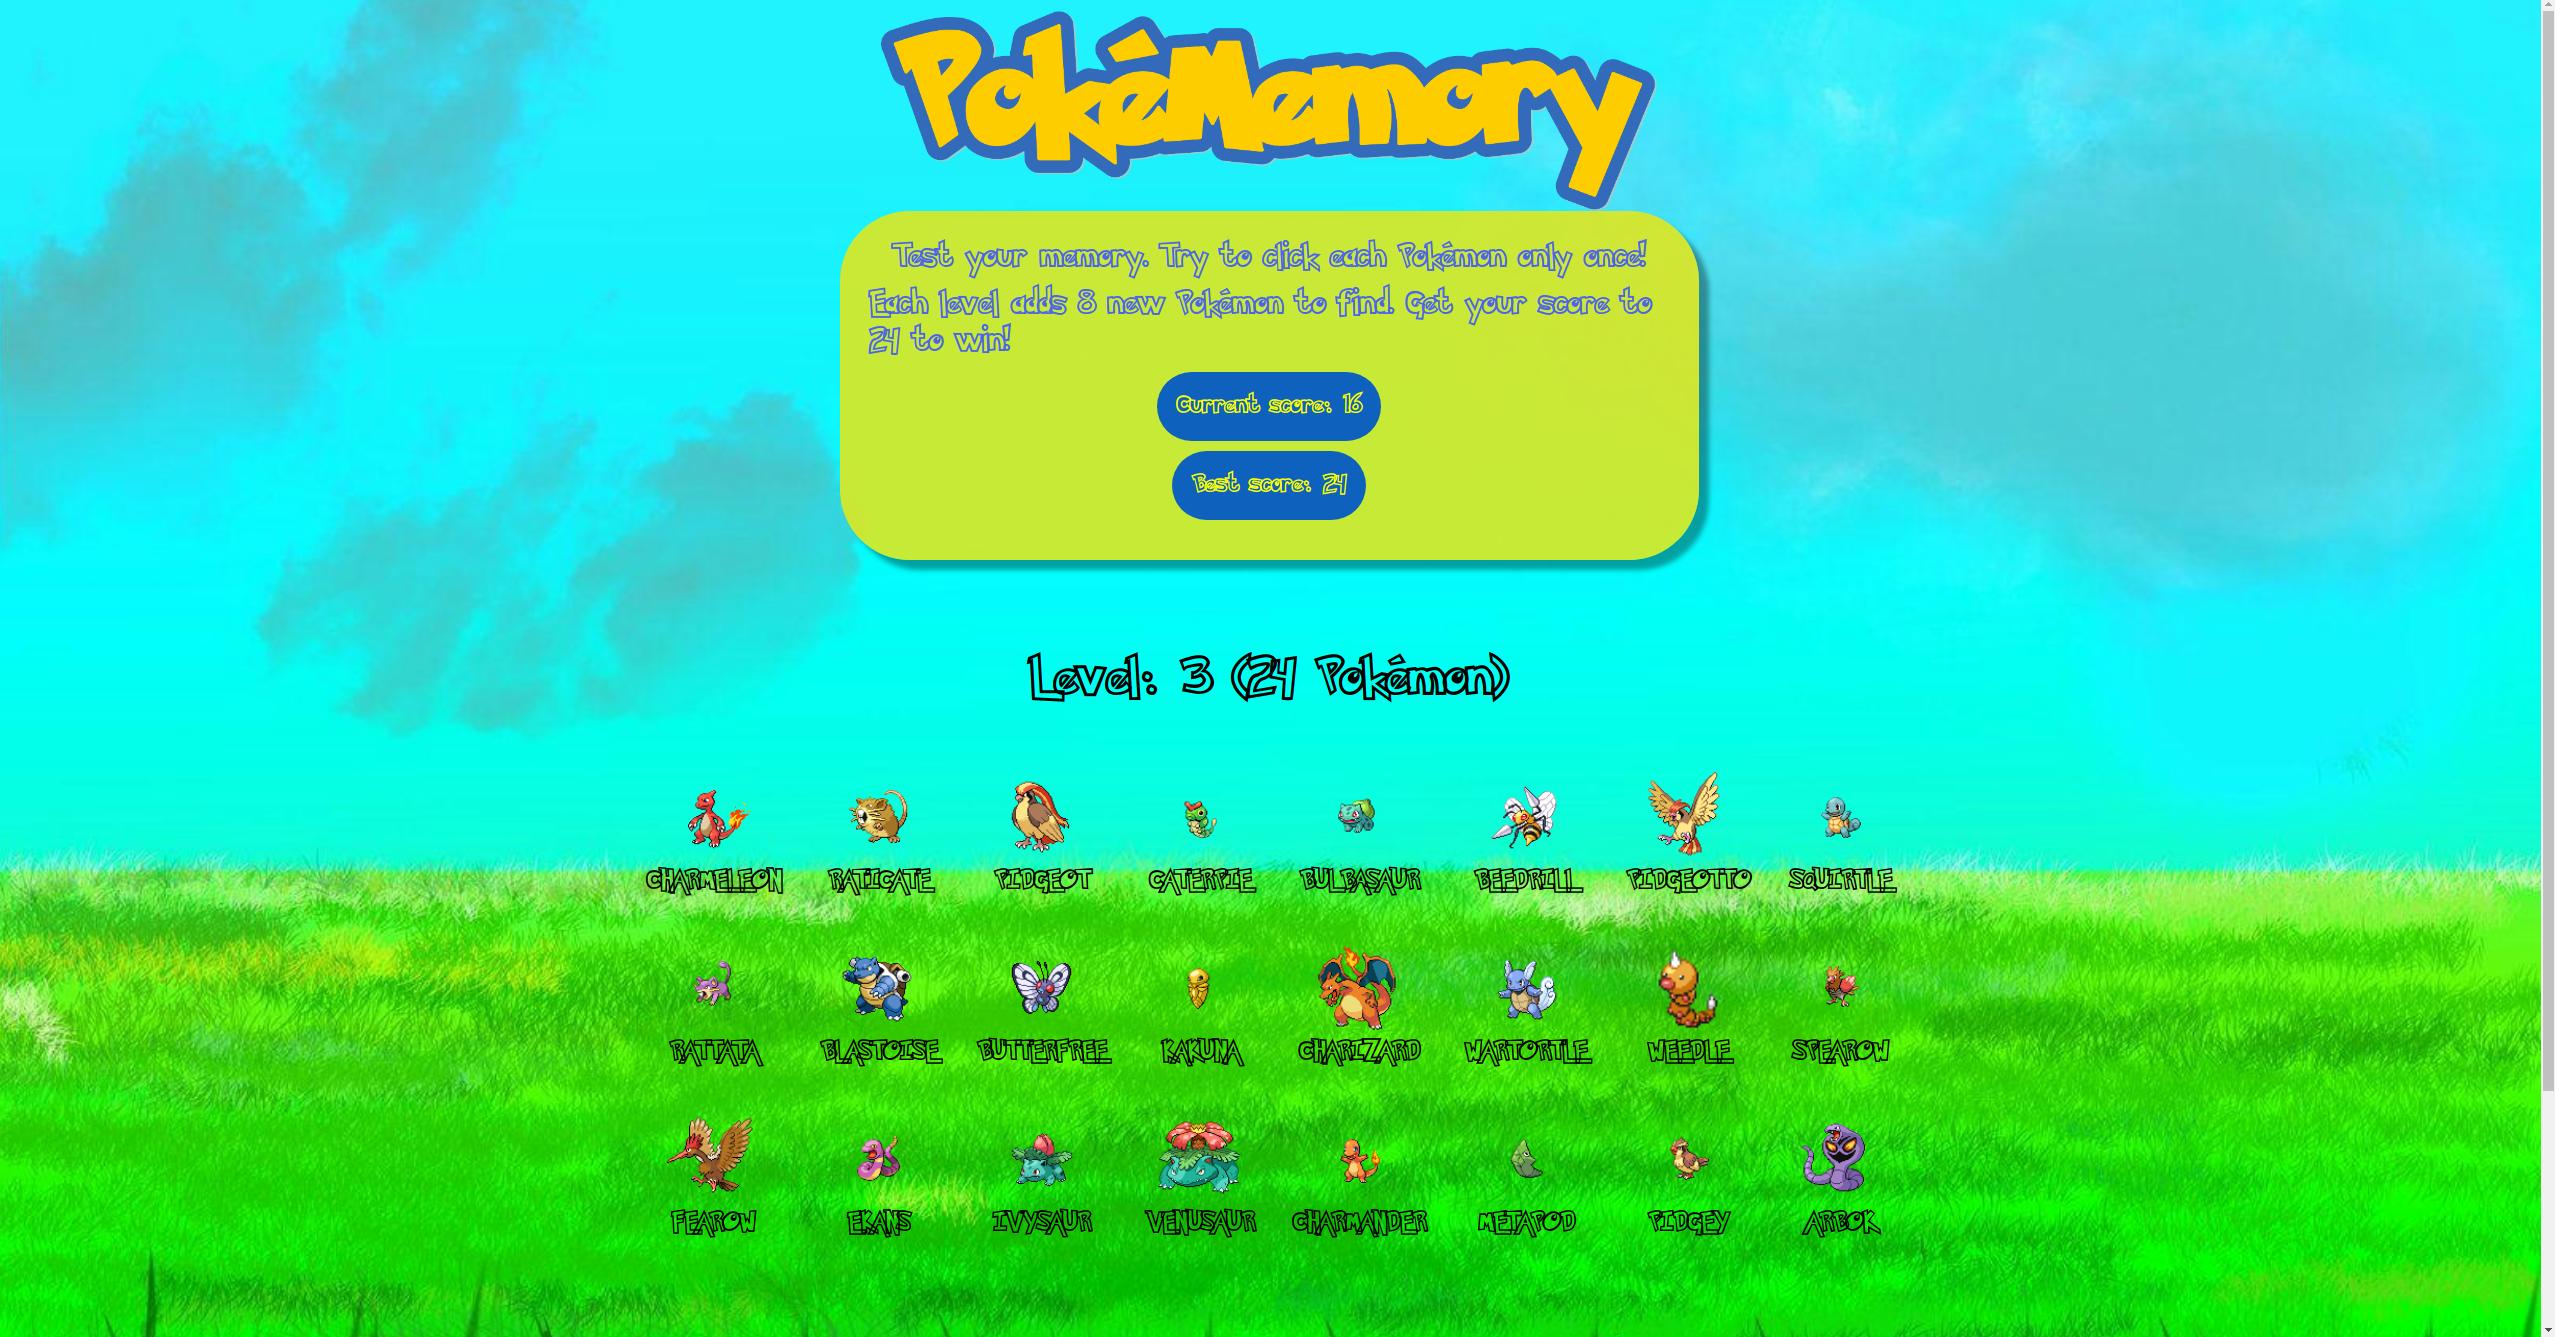 PokéMemory
Test your memory. Try to click each Pokémon only once!
Each level adds 8 new Pokémon to find. Get your score to
24 to win!
Current score: 16
Best score: 24
Level: 3 (24 Pokémon)
CHARMELEON RATICATE PIDGEOT CATERPIE BULBASAUR BEEDRILL PIDGEOTTO SQUIRTLE
RATTATA BLASTOISE BUTTERFREE KAKUNA CHARIZARD WARTORTLE WEEDLE SPEAROW
FEAROW EKANS IVYSAUR VENUSAUR CHARMANDER METAPOD PIDGEY ARBOK